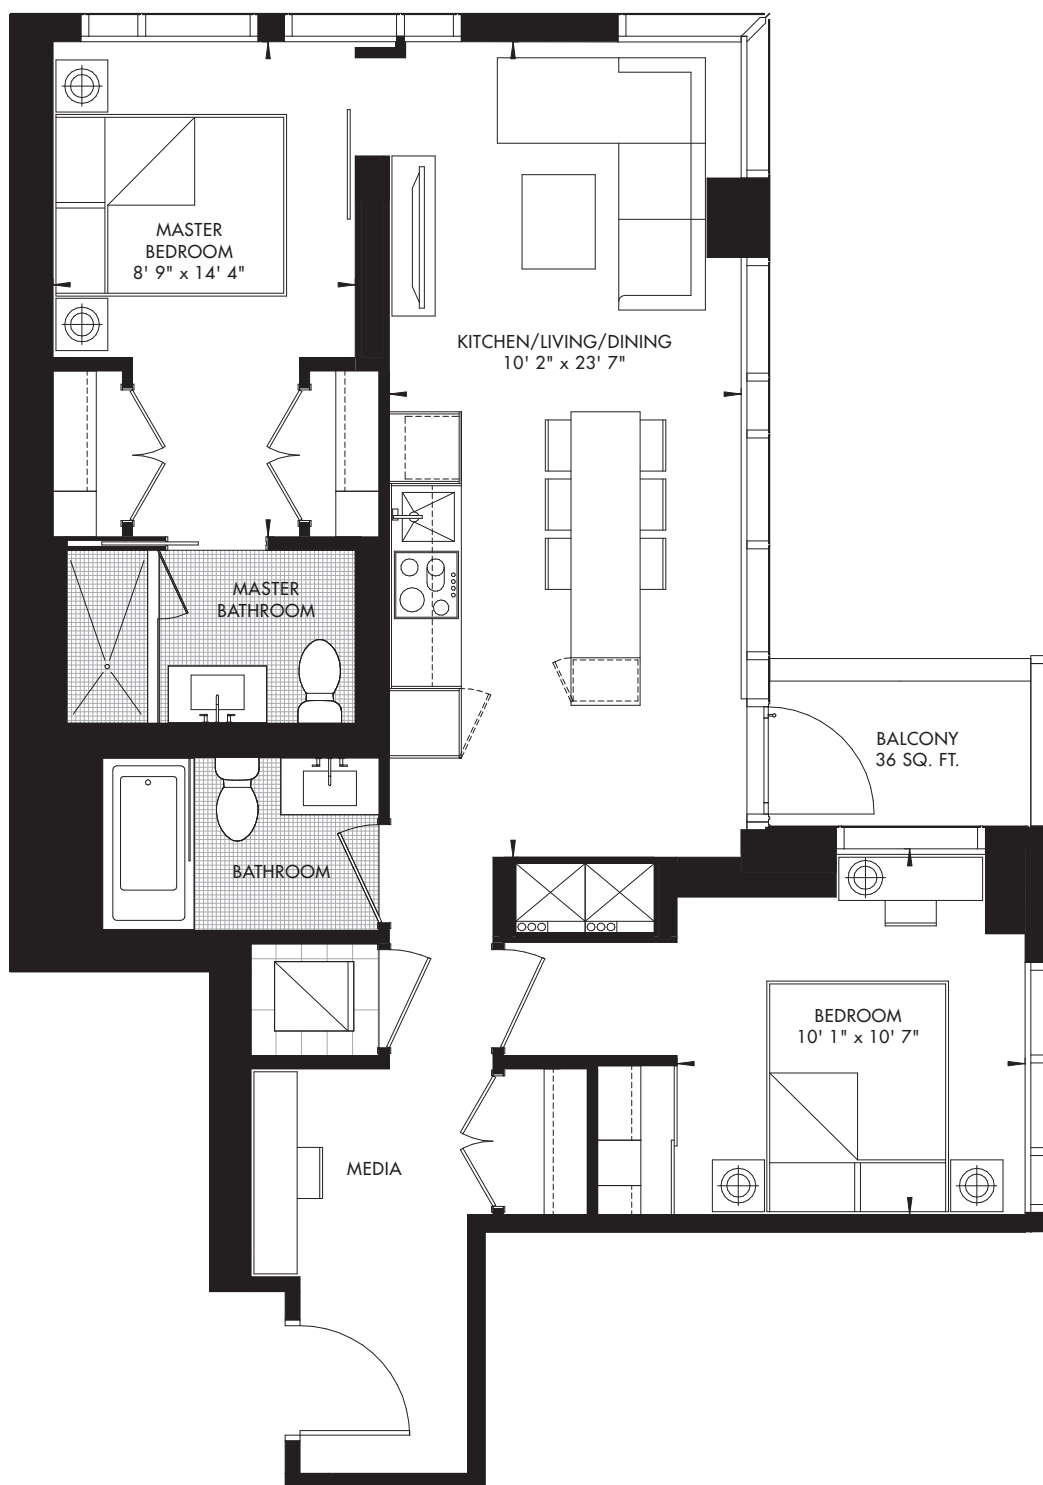 MASTER
BEDROOM
8' 9" x 14' 4"
KITCHEN/LIVING/DINING
10' 2" x 23' 7"
MASTER
BATHROOM
BALCONY
36 SQ. FT.
BATHROOM
BEDROOM
10' 1" x 10' 7"
MEDIA